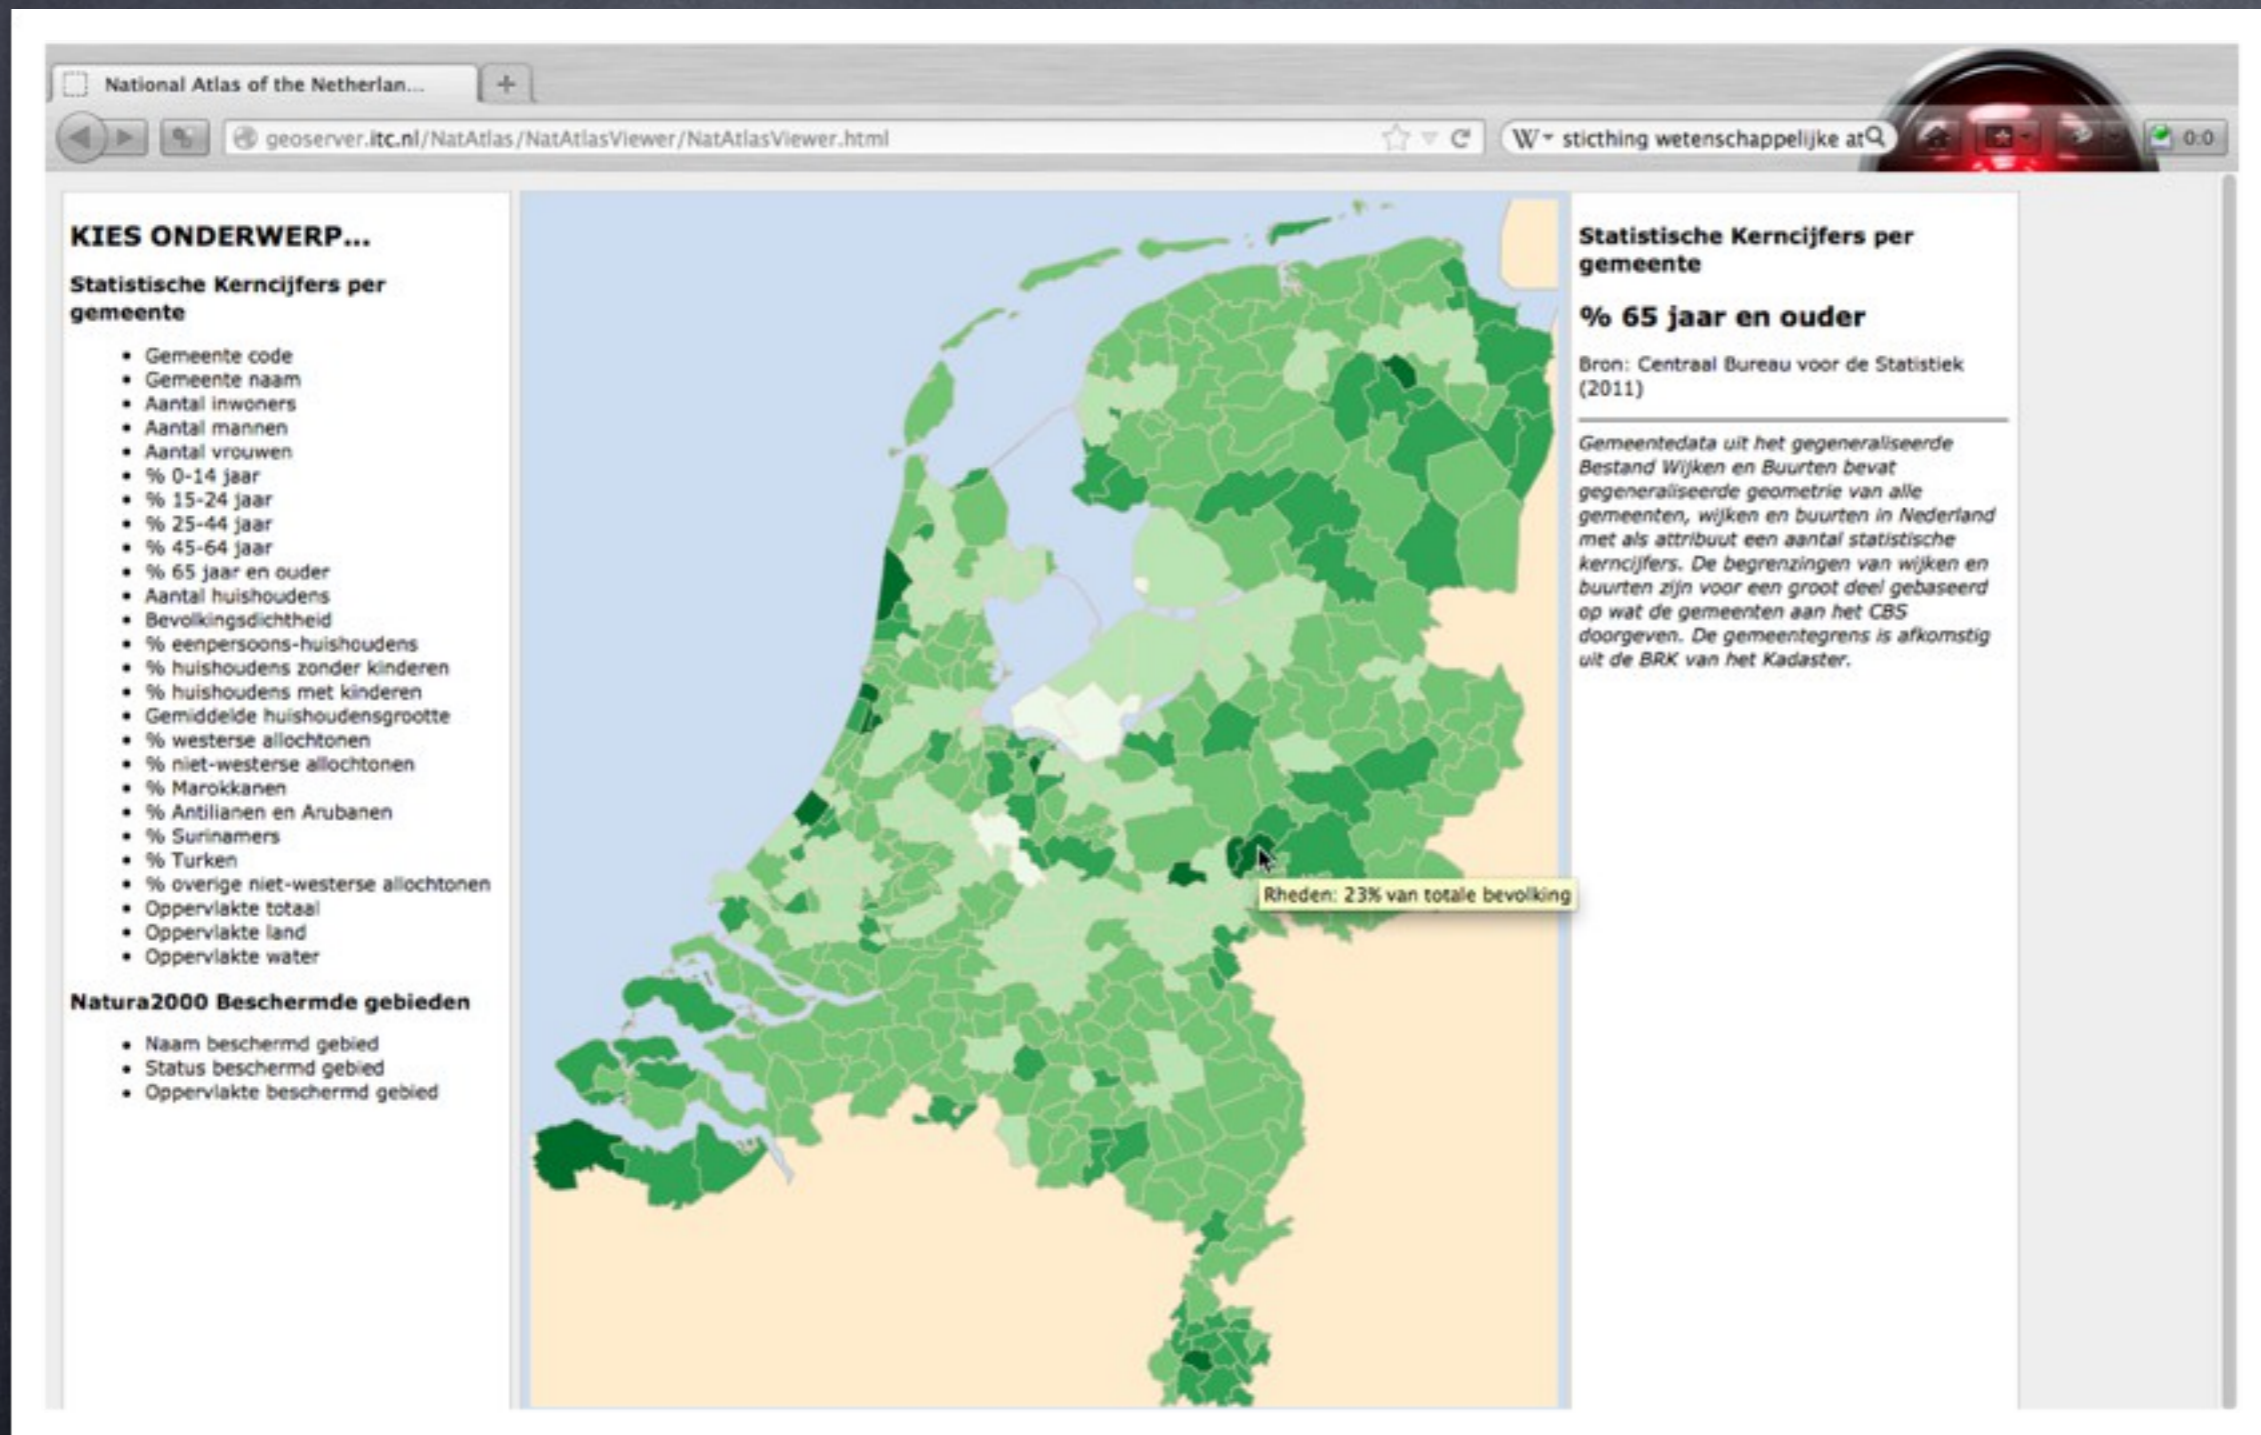 National Atlas of the Netherlan...
geoserver.itc.nl/NatAtlas/NatAtlasViewer/NatAtlasViewer.html
W
sticthing wetenschappelijke at
0:0
KIES ONDERWERP...
Statistische Kerncijfers per
gemeente
• Gemeente code
• Gemeente naam
• Aantal inwoners
• Aantal mannen
• Aantal vrouwen
• % 0-14 jaar
• % 15-24 jaar
• % 25-44 jaar
• % 45-64 jaar
• % 65 jaar en ouder
• Aantal huishoudens
• Bevolkingsdichtheid
• % eenpersoons-huishoudens
• % huishoudens zonder kinderen
• % huishoudens met kinderen
• Gemiddelde huishoudensgrootte
• % westerse allochtonen
• % niet-westerse allochtonen
• % Marokkanen
• % Antilianen en Arubanen
• % Surinamers
• % Turken
• % overige niet-westerse allochtonen
• Oppervlakte totaal
• Oppervlakte land
• Oppervlakte water
Natura2000 Beschermde gebieden
• Naam beschermd gebied
• Status beschermd gebied
• Oppervlakte beschermd gebied
Rheden: 23% van totale bevolking
Statistische Kerncijfers per
gemeente
% 65 jaar en ouder
Bron: Centraal Bureau voor de Statistiek
(2011)
Gemeentedata uit het gegeneraliseerde
Bestand Wijken en Buurten bevat
gegeneraliseerde geometrie van alle
gemeenten, wijken en buurten in Nederland
met als attribuut een aantal statistische
kerncijfers. De begrenzingen van wijken en
buurten zijn voor een groot deel gebaseerd
op wat de gemeenten aan het CBS
doorgeven. De gemeentegrens is afkomstig
uit de BRK van het Kadaster.